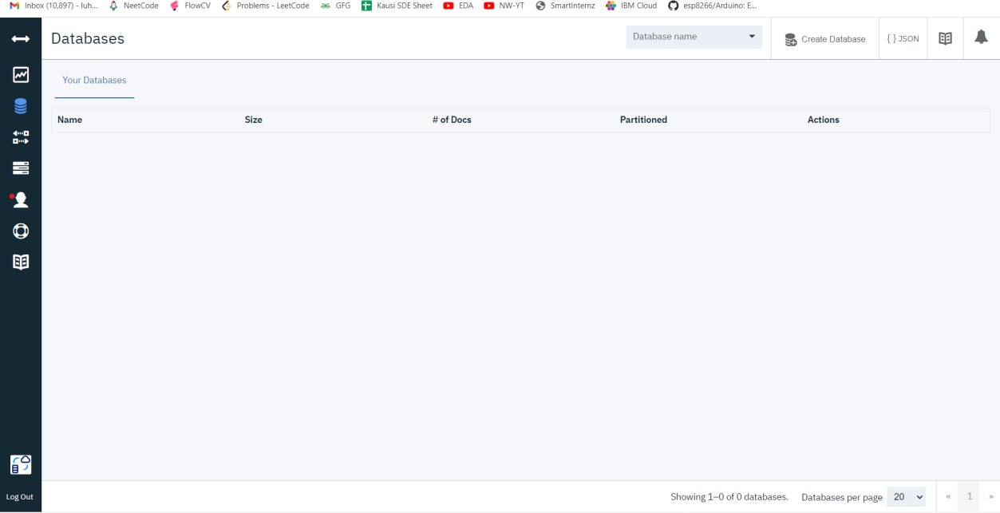 Inbox (10,897) - luh... NeetCode FlowCV Problems - LeetCode GFG Kausi SDE Sheet EDA NW-YT SmartInternz IBM Cloud esp8266/Arduino: E...
Databases Database name Create Database { } JSON
Your Databases
Name Size # of Docs Partitioned Actions
Showing 1–0 of 0 databases. Databases per page 20 « 1 »
Log Out